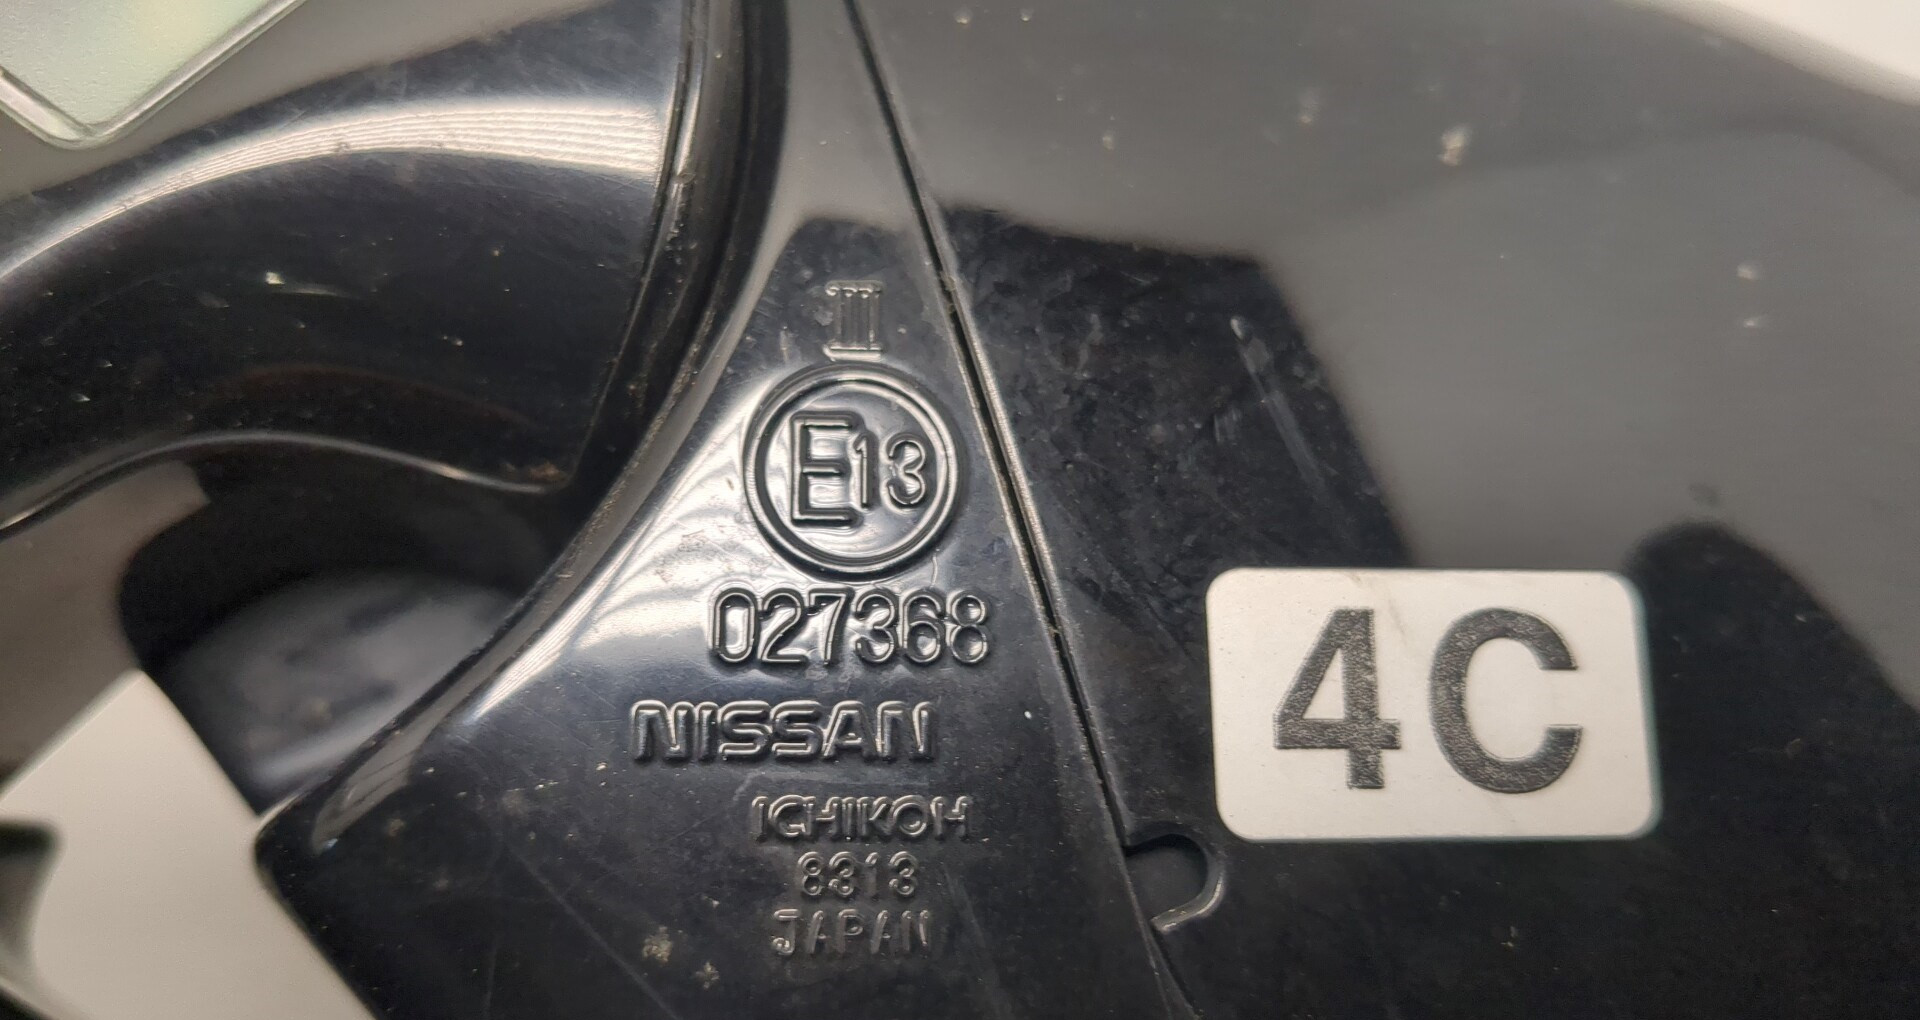 III
E13
027368
NISSAN
ICHIKOH
8313
JAPAN
4C